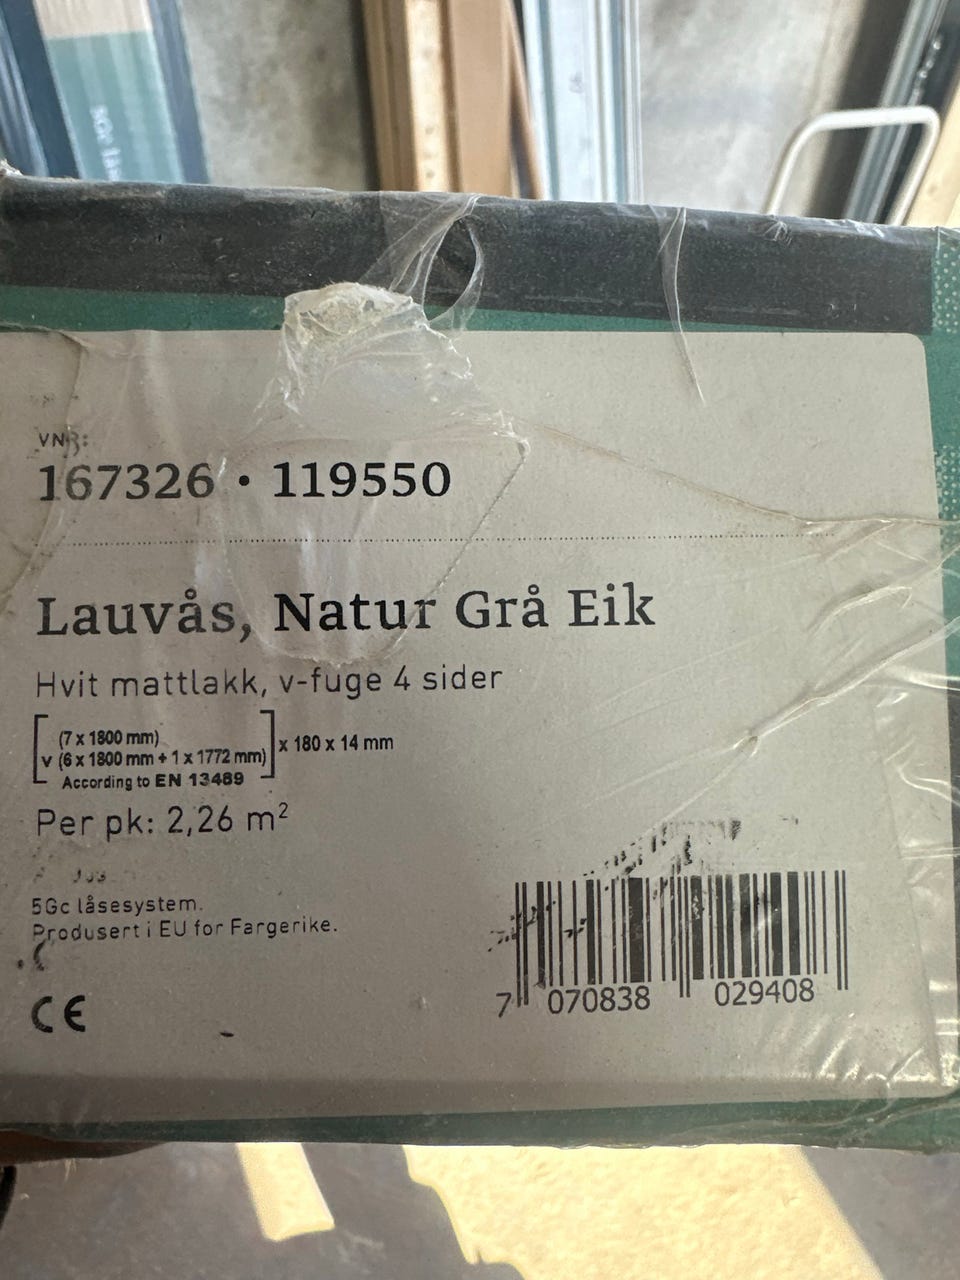 VNR:
167326 · 119550
Lauvås, Natur Grå Eik
Hvit mattlakk, v-fuge 4 sider
(7 x 1800 mm)
v (6 x 1800 mm + 1 x 1772 mm)
x 180 x 14 mm
According to EN 13489
Per pk: 2,26 m²
5Gc låsesystem.
Produsert i EU for Fargerike.
CE
7 070838 029408